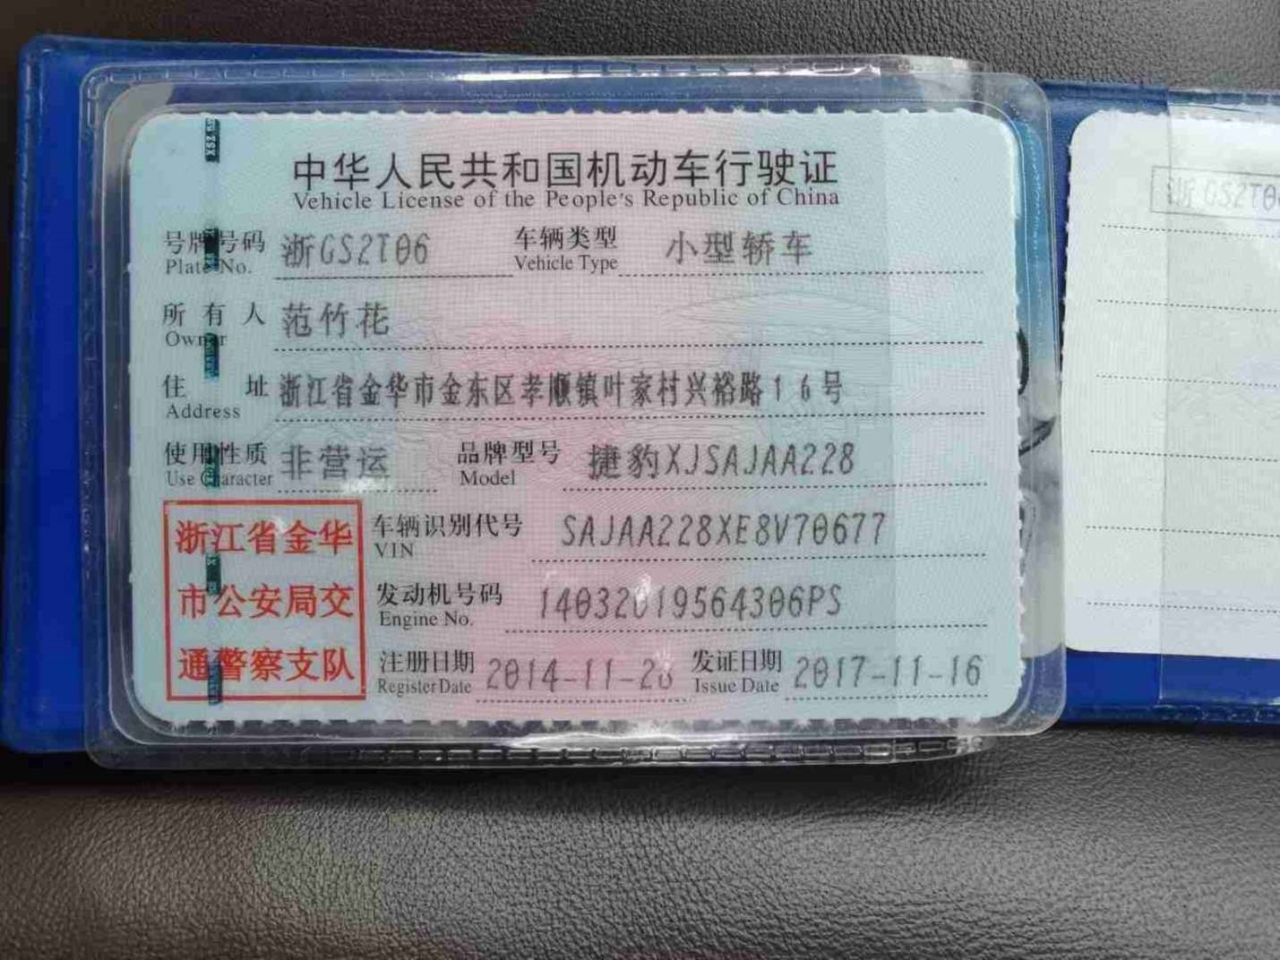 中华人民共和国机动车行驶证
Vehicle License of the People's Republic of China
号牌号码 浙GS2T06 车辆类型 小型轿车
Plate No. Vehicle Type
所有人 范竹花
Owner
住址 浙江省金华市金东区孝顺镇叶家村兴裕路16号
Address
使用性质 非营运 品牌型号 捷豹XJSAJAA228
Use Character Model
浙江省金华
市公安局交
通警察支队
车辆识别代号 SAJAA228XE8V70677
VIN
发动机号码 14032019564306PS
Engine No.
注册日期 2014-11-28 发证日期 2017-11-16
Register Date Issue Date
浙GS2T0